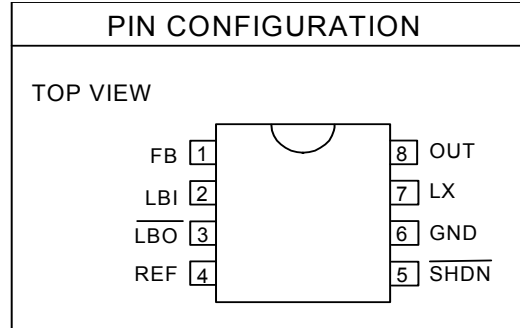 PIN CONFIGURATION
TOP VIEW
FB 1 8 OUT
LBI 2 7 LX
LBO 3 6 GND
REF 4 5 SHDN